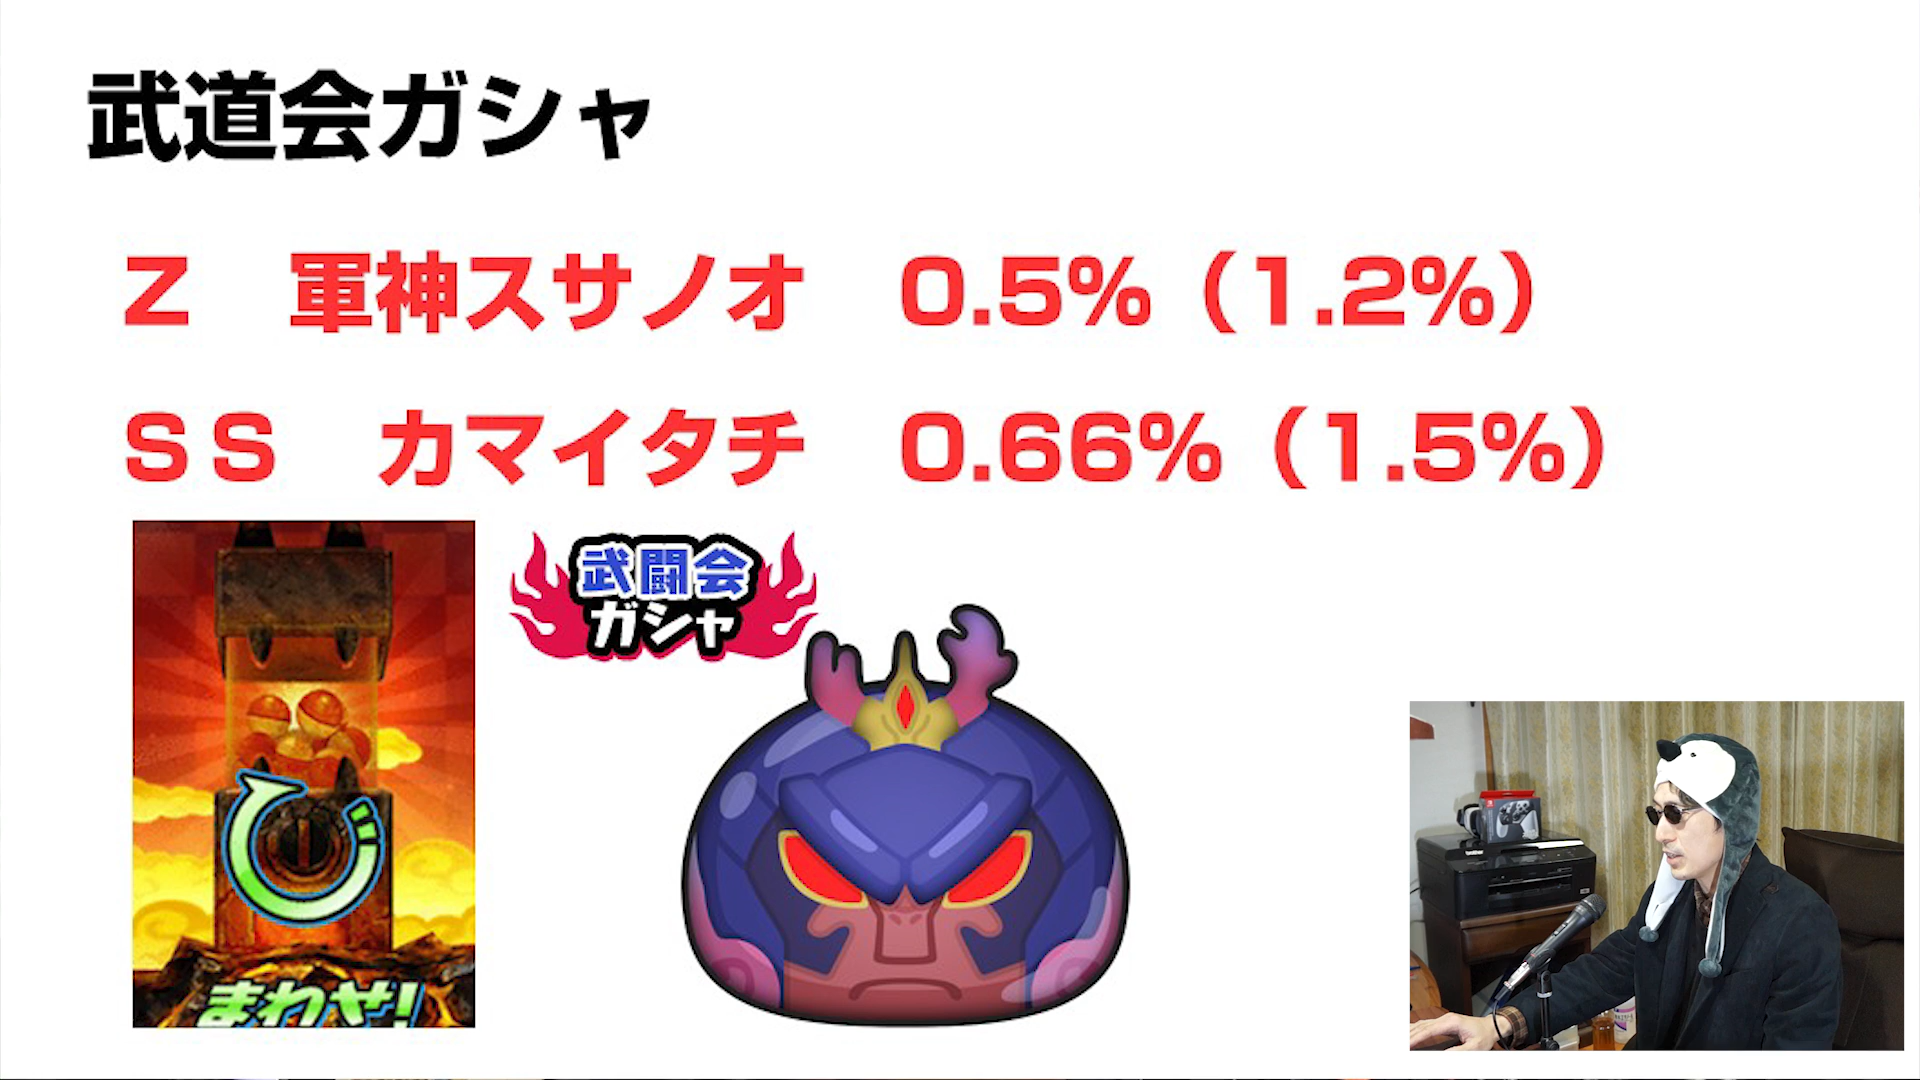 武道会ガシャ
Z　軍神スサノオ　0.5%（1.2%）
ＳＳ　カマイタチ　0.66%（1.5%）
武闘会
ガシャ
まわせ!
brother